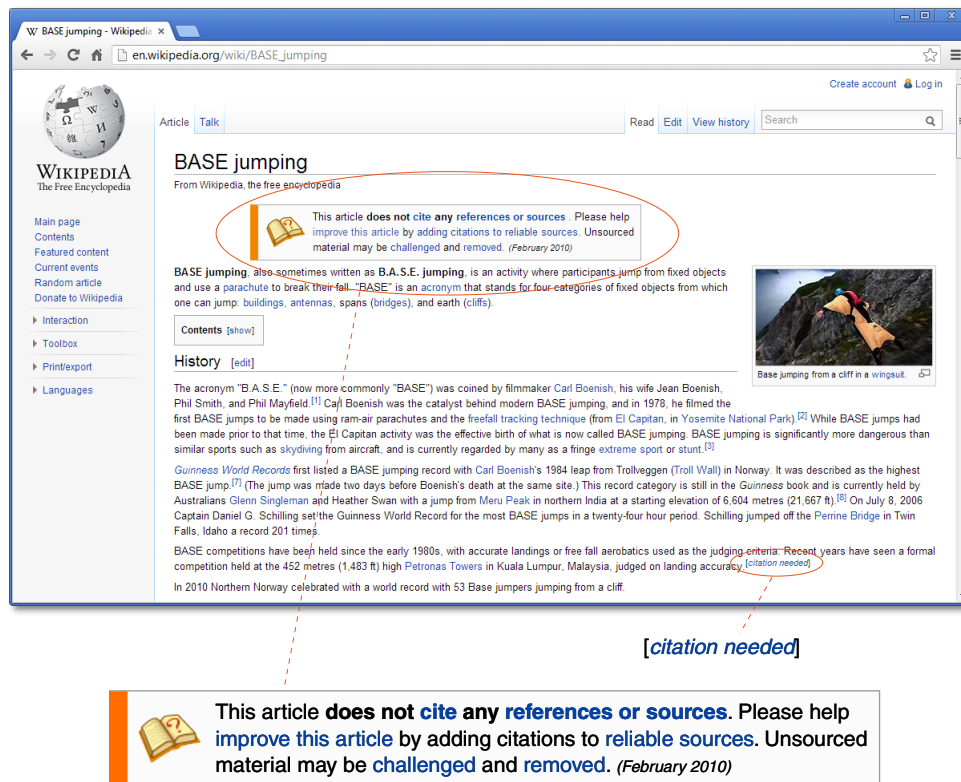 W BASE jumping - Wikipedia ×
en.wikipedia.org/wiki/BASE_jumping
Create account Log in
Article Talk Read Edit View history Search
WIKIPEDIA
The Free Encyclopedia
Main page
Contents
Featured content
Current events
Random article
Donate to Wikipedia
Interaction
Toolbox
Print/export
Languages
BASE jumping
From Wikipedia, the free encyclopedia
This article does not cite any references or sources . Please help
improve this article by adding citations to reliable sources. Unsourced
material may be challenged and removed. (February 2010)
BASE jumping, also sometimes written as B.A.S.E. jumping, is an activity where participants jump from fixed objects
and use a parachute to break their fall. "BASE" is an acronym that stands for four categories of fixed objects from which
one can jump: buildings, antennas, spans (bridges), and earth (cliffs).
Base jumping from a cliff in a wingsuit.
Contents [show]
History [edit]
The acronym "B.A.S.E." (now more commonly "BASE") was coined by filmmaker Carl Boenish, his wife Jean Boenish,
Phil Smith, and Phil Mayfield.[1] Carl Boenish was the catalyst behind modern BASE jumping, and in 1978, he filmed the
first BASE jumps to be made using ram-air parachutes and the freefall tracking technique (from El Capitan, in Yosemite National Park).[2] While BASE jumps had
been made prior to that time, the El Capitan activity was the effective birth of what is now called BASE jumping. BASE jumping is significantly more dangerous than
similar sports such as skydiving from aircraft, and is currently regarded by many as a fringe extreme sport or stunt.[3]
Guinness World Records first listed a BASE jumping record with Carl Boenish's 1984 leap from Trollveggen (Troll Wall) in Norway. It was described as the highest
BASE jump.[7] (The jump was made two days before Boenish's death at the same site.) This record category is still in the Guinness book and is currently held by
Australians Glenn Singleman and Heather Swan with a jump from Meru Peak in northern India at a starting elevation of 6,604 metres (21,667 ft).[8] On July 8, 2006
Captain Daniel G. Schilling set the Guinness World Record for the most BASE jumps in a twenty-four hour period. Schilling jumped off the Perrine Bridge in Twin
Falls, Idaho a record 201 times.
BASE competitions have been held since the early 1980s, with accurate landings or free fall aerobatics used as the judging criteria. Recent years have seen a formal
competition held at the 452 metres (1,483 ft) high Petronas Towers in Kuala Lumpur, Malaysia, judged on landing accuracy.[citation needed]
In 2010 Northern Norway celebrated with a world record with 53 Base jumpers jumping from a cliff.
[citation needed]
This article does not cite any references or sources. Please help
improve this article by adding citations to reliable sources. Unsourced
material may be challenged and removed. (February 2010)